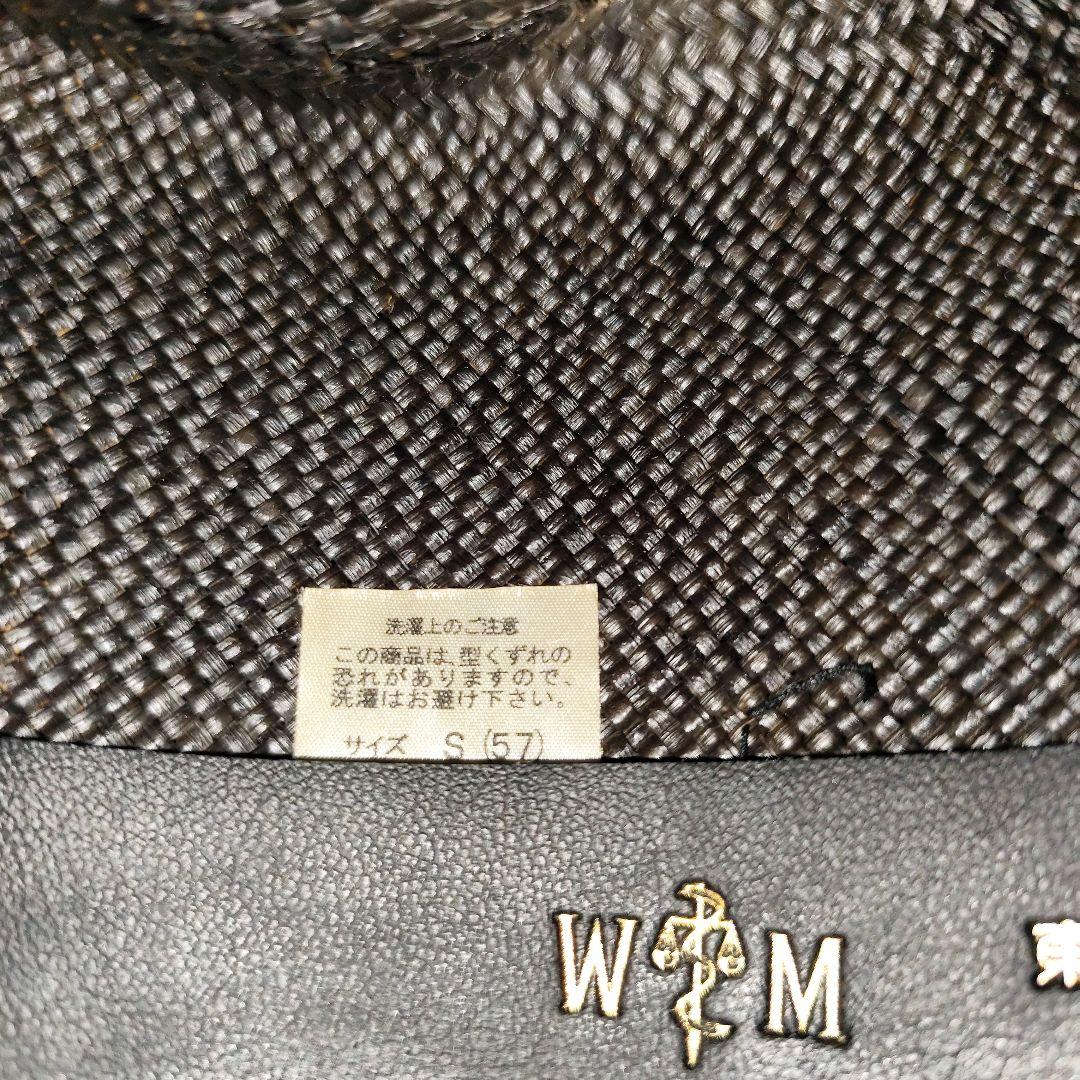 洗濯上のご注意
この商品は、型くずれの
恐れがありますので、
洗濯はお避け下さい。
サイズ S (57)
W M